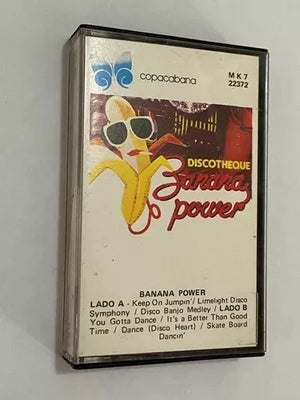 copacabana
MK7
22372
DISCOTHEQUE
Banana
power
BANANA POWER
LADO A - Keep On Jumpin'/ Limelight Disco
Symphony / Disco Banjo Medley / LADO B
You Gotta Dance / It's a Better Than Good
Time / Dance (Disco Heart) / Skate Board
Dancin'